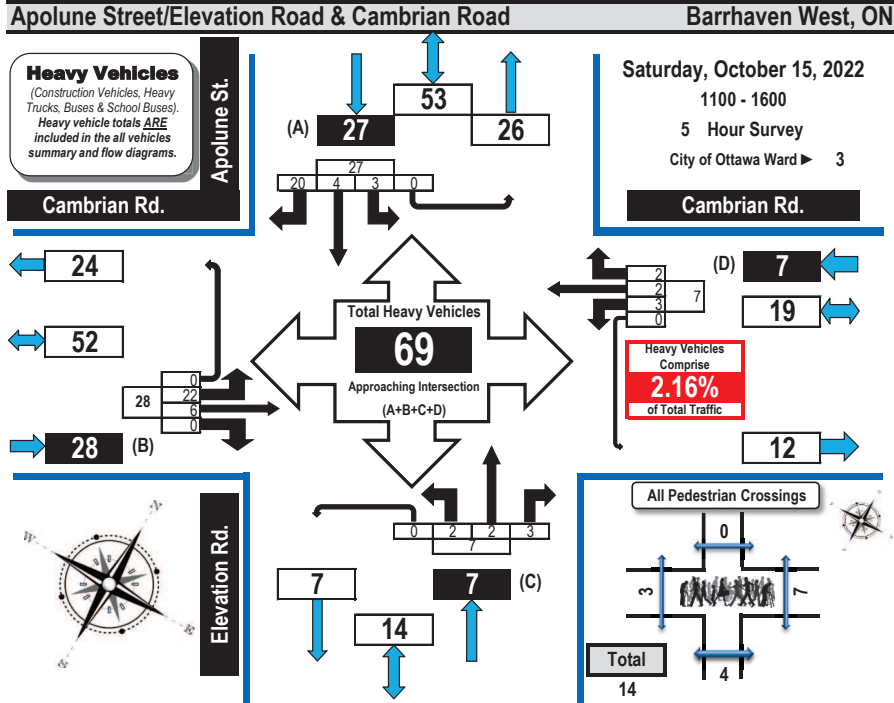 Apolune Street/Elevation Road & Cambrian Road
Barrhaven West, ON
Heavy Vehicles
(Construction Vehicles, Heavy
Trucks, Buses & School Buses).
Heavy vehicle totals ARE
included in the all vehicles
summary and flow diagrams.
Apolune St.
Cambrian Rd.
53
(A)
27
26
27
20 4 3 0
Saturday, October 15, 2022
1100 - 1600
5 Hour Survey
City of Ottawa Ward ► 3
Cambrian Rd.
24
52
0
22
6
0
28
28
(B)
Total Heavy Vehicles
69
Approaching Intersection
(A+B+C+D)
2
2
3
0
7
(D)
7
19
Heavy Vehicles
Comprise
2.16%
of Total Traffic
12
Elevation Rd.
N
W
E
S
0 2 2 3
7
7
7
(C)
14
All Pedestrian Crossings
0
3
7
4
Total
14